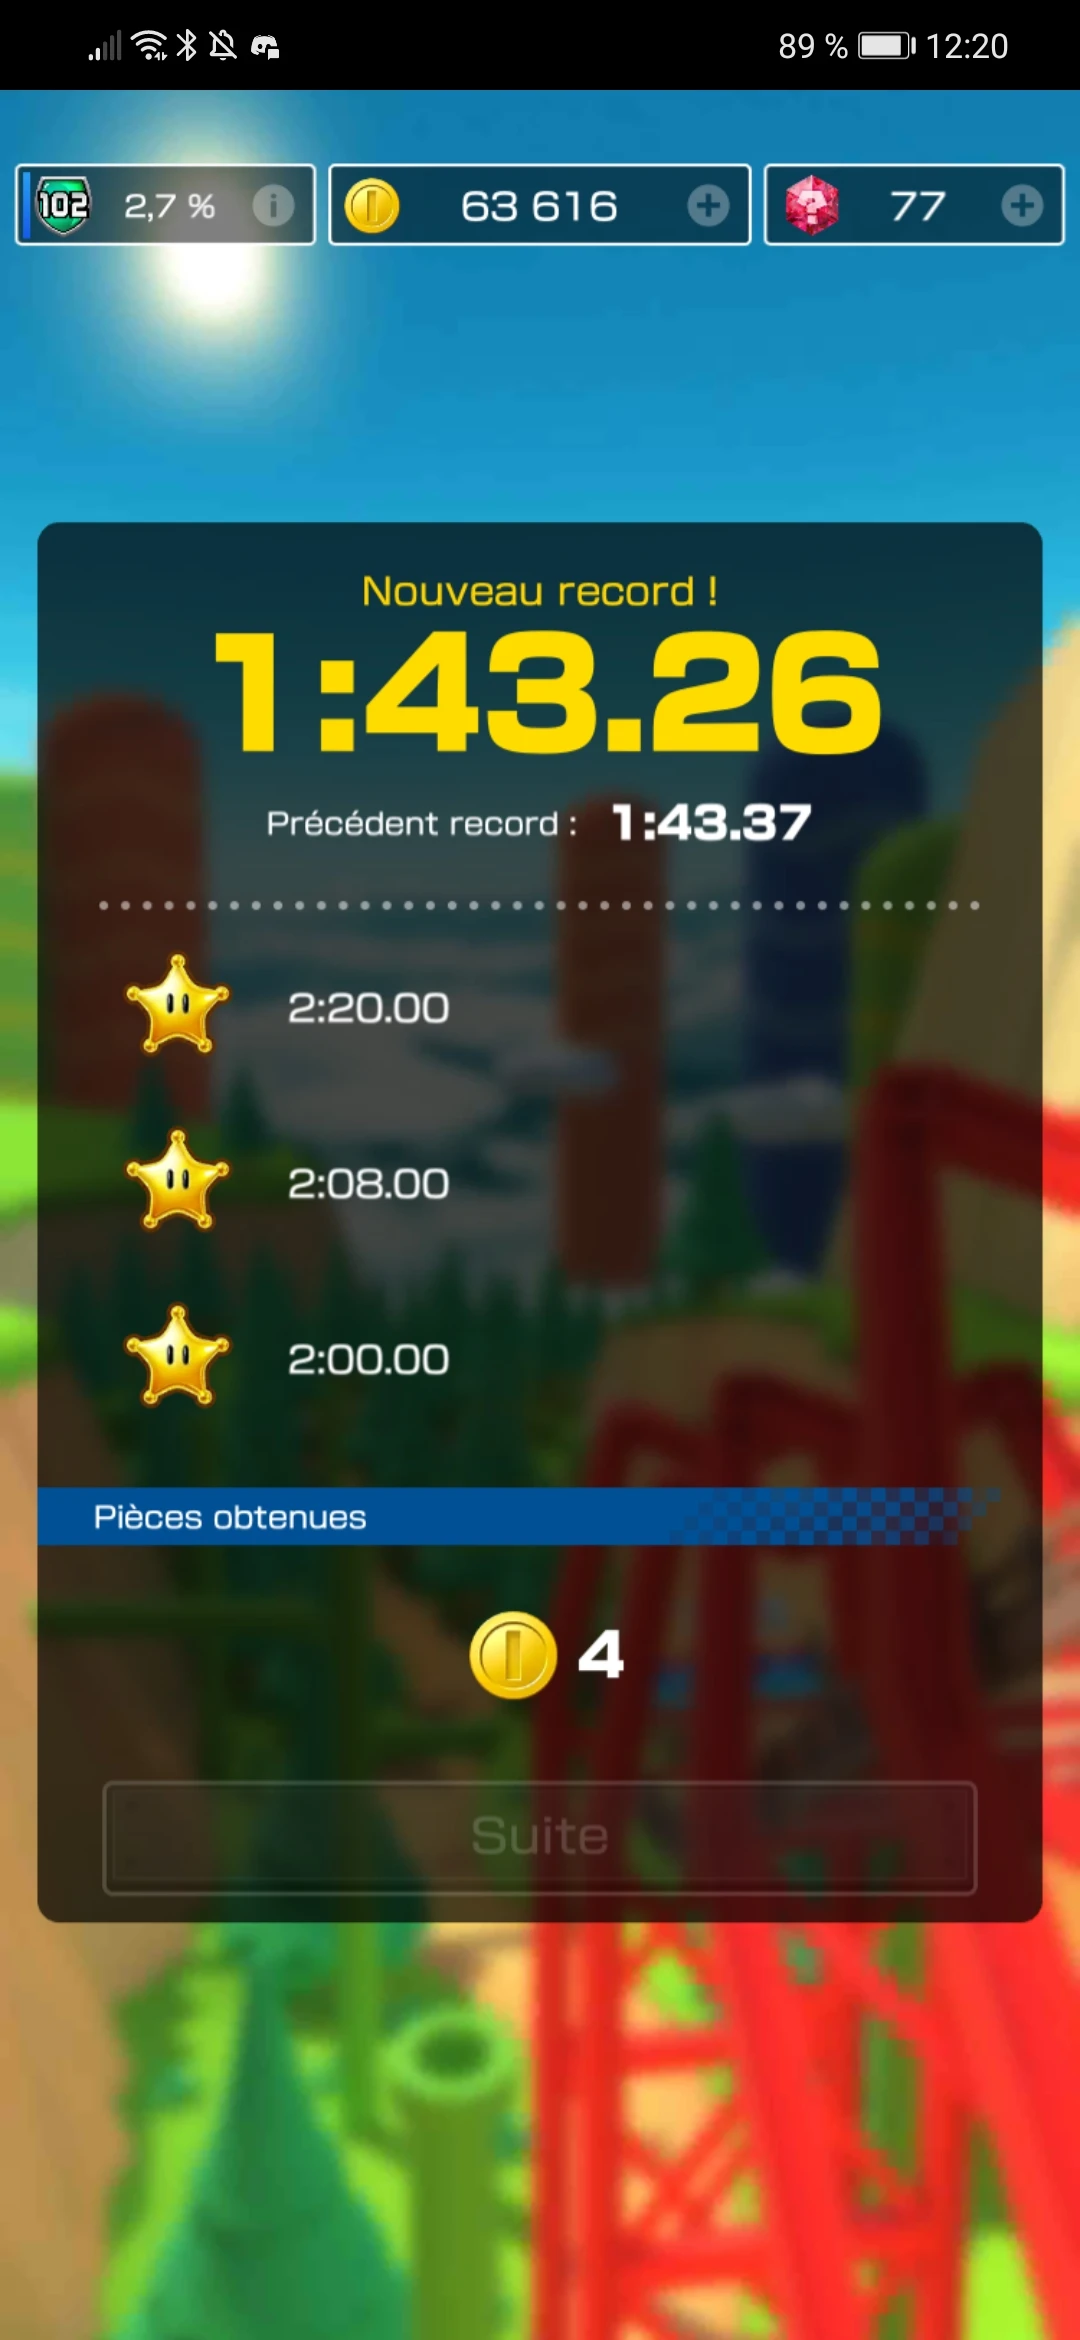 89 % 12:20
102 2,7 % i 63 616 + 77 +
Nouveau record !
1:43.26
Précédent record : 1:43.37
2:20.00
2:08.00
2:00.00
Pièces obtenues
4
Suite